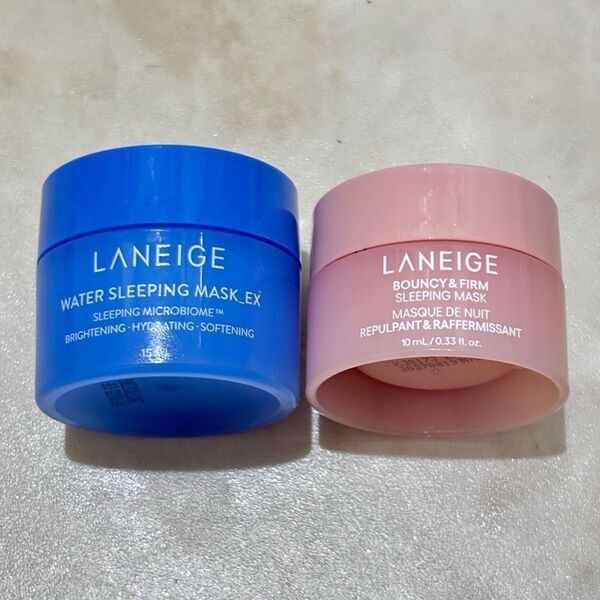 LANEIGE
WATER SLEEPING MASK_EX
SLEEPING MICROBIOME™
BRIGHTENING · HYDRATING · SOFTENING
LANEIGE
BOUNCY & FIRM
SLEEPING MASK
MASQUE DE NUIT
REPULPANT & RAFFERMISSANT
10 mL / 0.33 fl. oz.